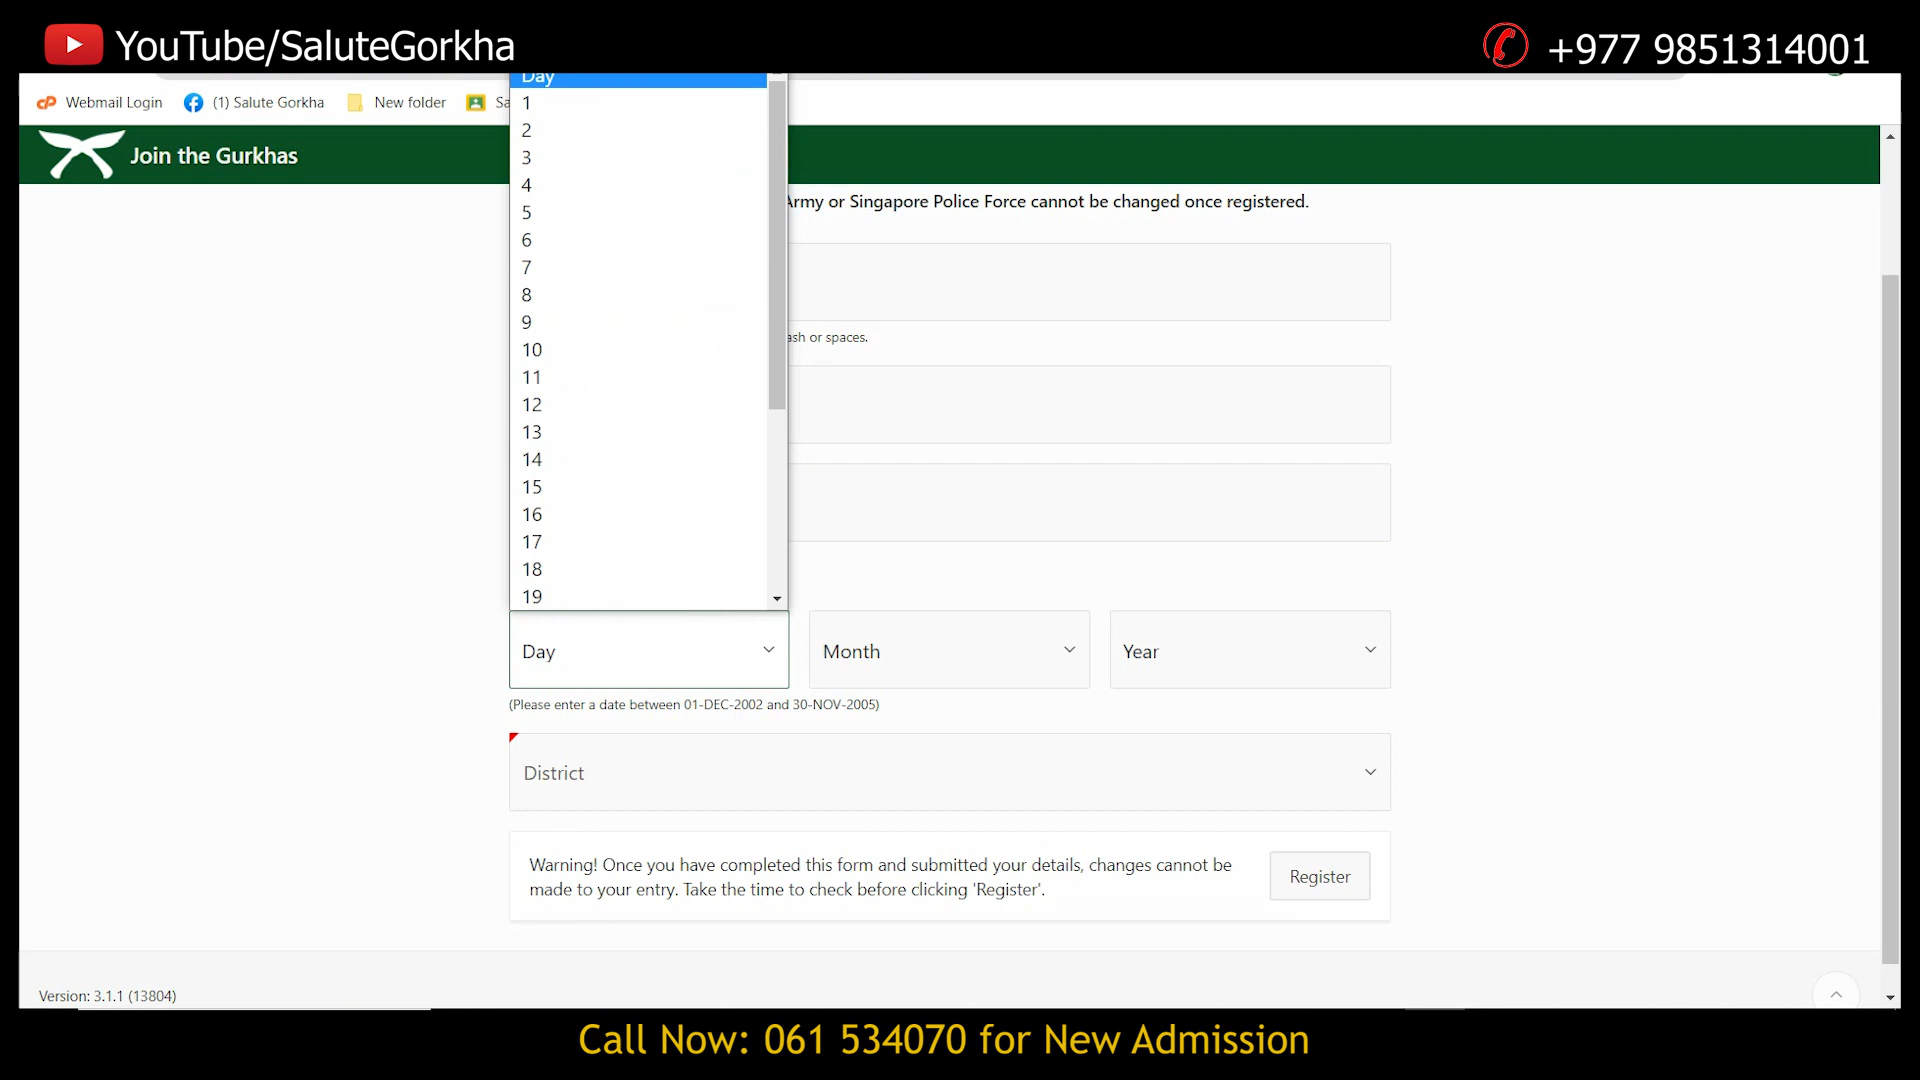 YouTube/SaluteGorkha
+977 9851314001
Webmail Login
(1) Salute Gorkha
New folder
Join the Gurkhas
Day
1
2
3
4
5
6
7
8
9
10
11
12
13
14
15
16
17
18
19
Army or Singapore Police Force cannot be changed once registered.
or spaces.
Day
Month
Year
(Please enter a date between 01-DEC-2002 and 30-NOV-2005)
District
Warning! Once you have completed this form and submitted your details, changes cannot be
made to your entry. Take the time to check before clicking 'Register'.
Register
Version: 3.1.1 (13804)
Call Now: 061 534070 for New Admission